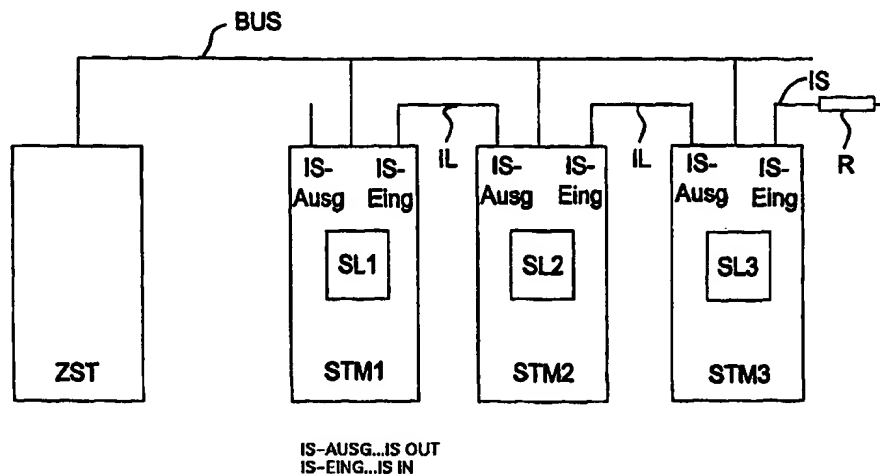 BUS
IS
IL
IL
R
IS-
Ausg
IS-
Eing
IS-
Ausg
IS-
Eing
IS-
Ausg
IS-
Eing
SL1
SL2
SL3
ZST
STM1
STM2
STM3
IS-AUSG...IS OUT
IS-EING...IS IN